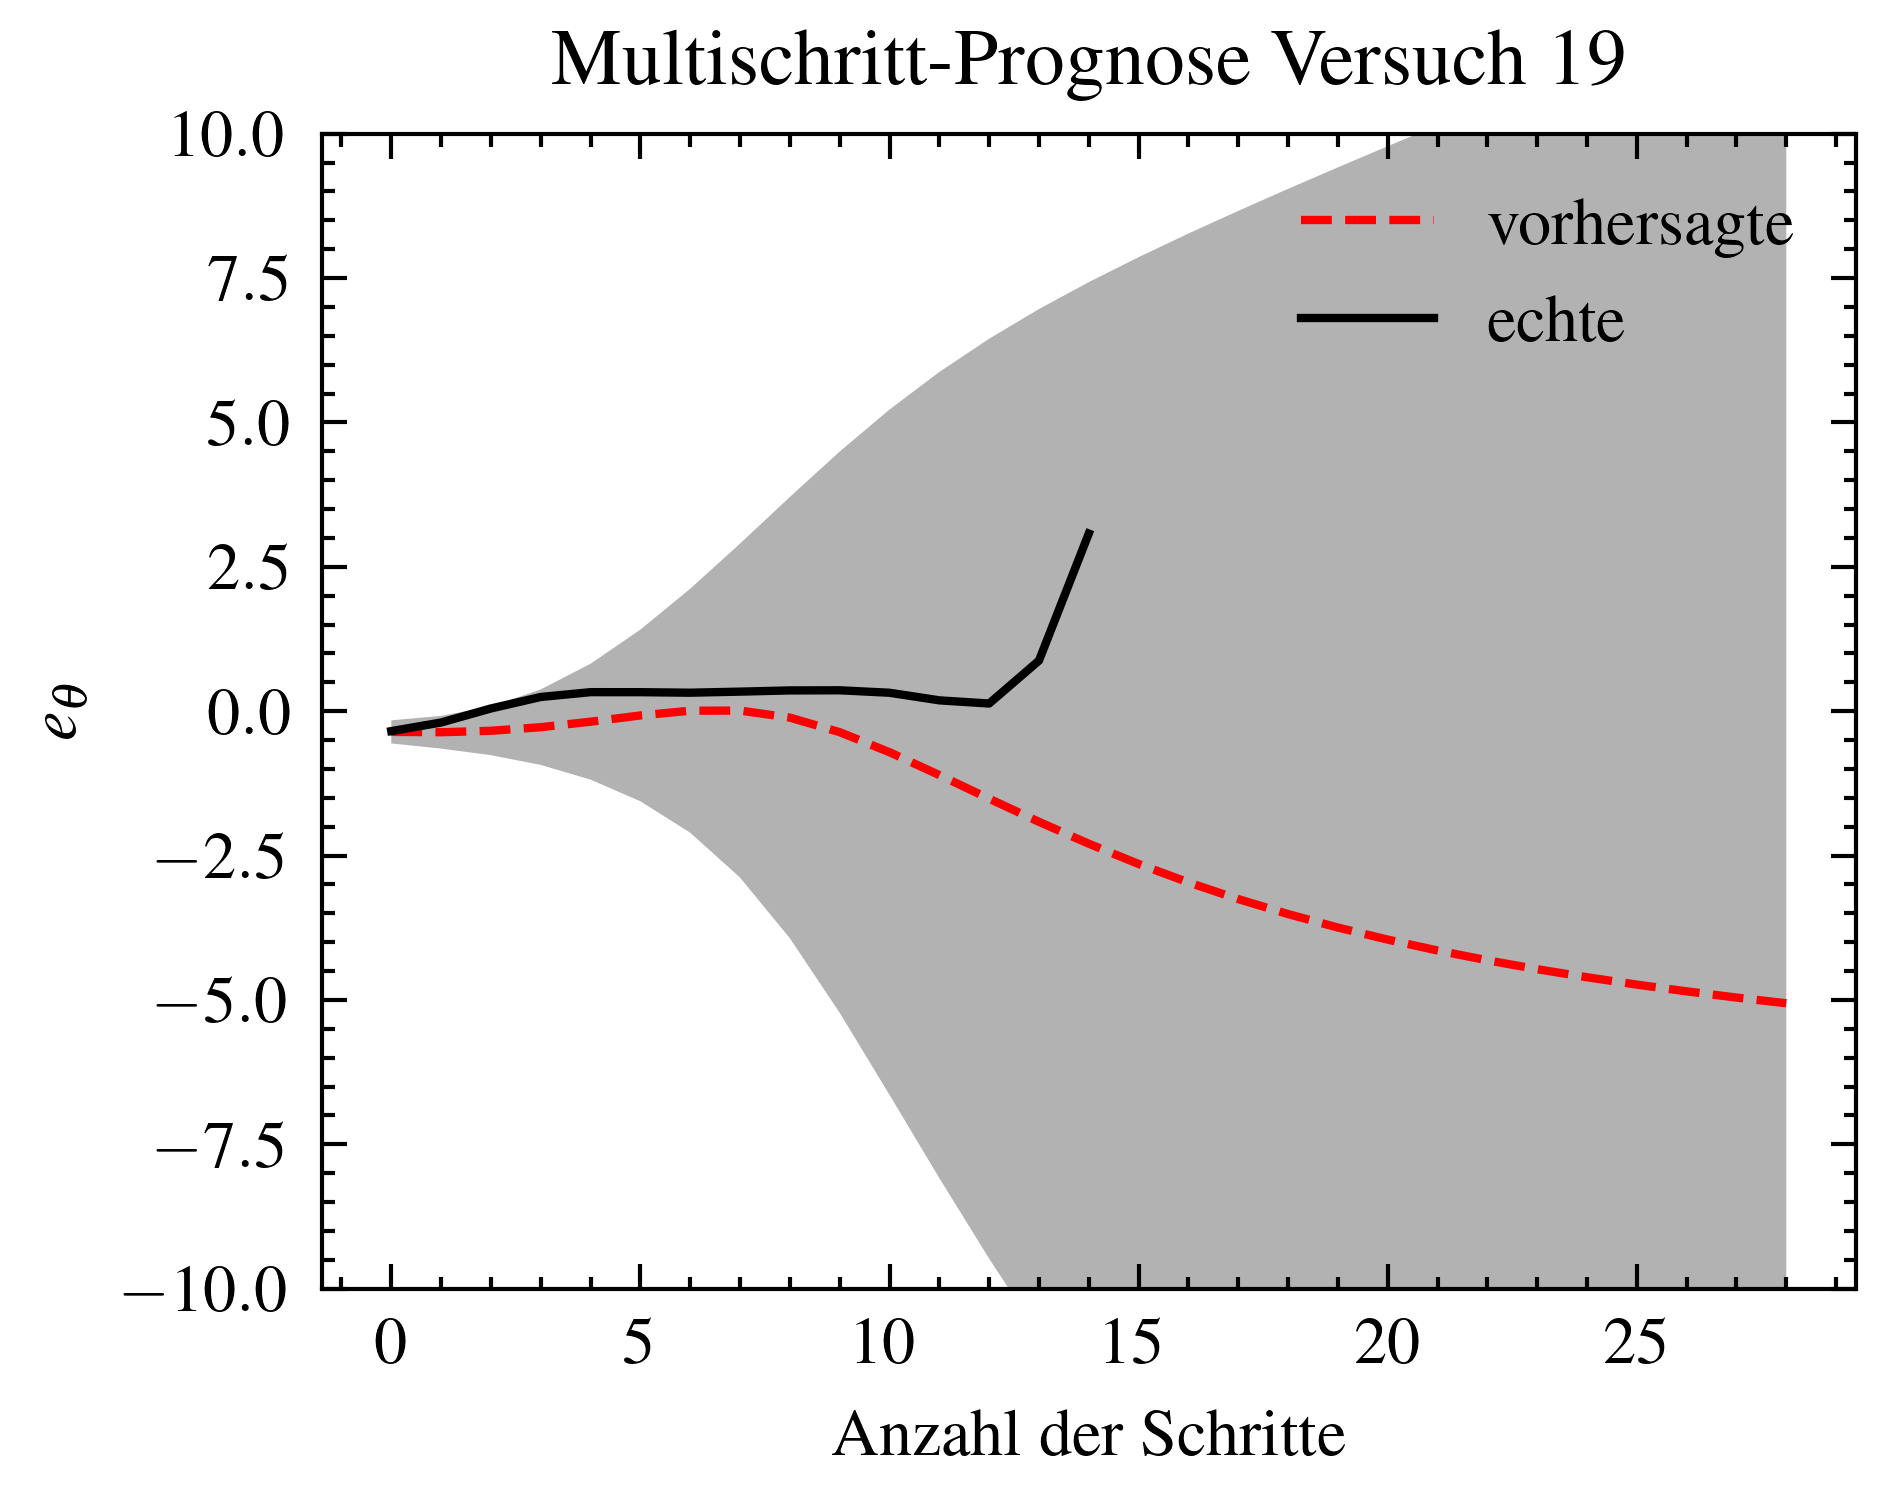 Multischritt-Prognose Versuch 19
10.0
7.5
5.0
2.5
0.0
−2.5
−5.0
−7.5
−10.0
e_θ
vorhersagte
echte
0 5 10 15 20 25
Anzahl der Schritte